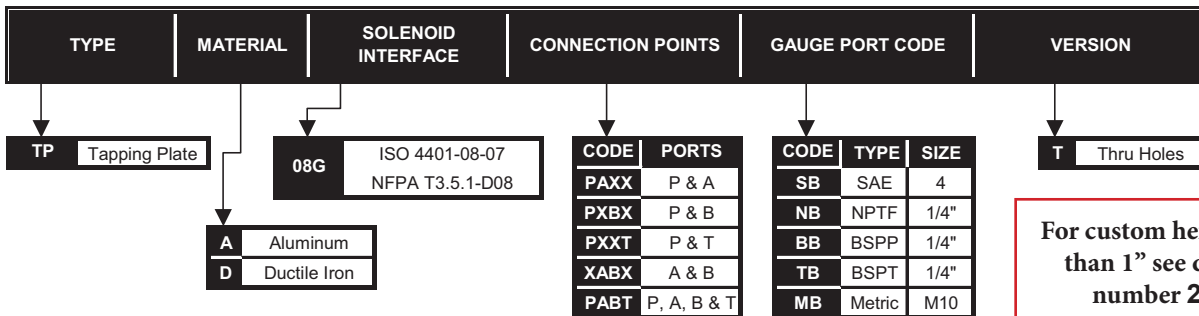 TYPE MATERIAL SOLENOID INTERFACE CONNECTION POINTS GAUGE PORT CODE VERSION
TP Tapping Plate
A Aluminum
D Ductile Iron
08G ISO 4401-08-07
NFPA T3.5.1-D08
CODE PORTS
PAXX P & A
PXBX P & B
PXXT P & T
XABX A & B
PABT P, A, B & T
CODE TYPE SIZE
SB SAE 4
NB NPTF 1/4"
BB BSPP 1/4"
TB BSPT 1/4"
MB Metric M10
T Thru Holes
For custom
than 1” see
number 2